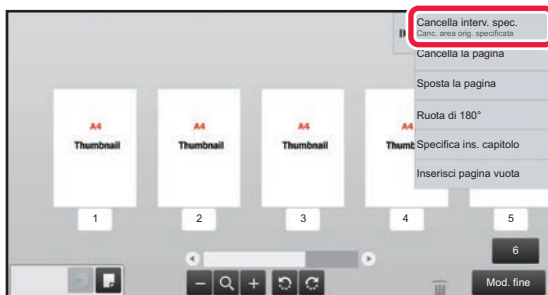 Cancella interv. spec.
Canc. area orig. specificata
Cancella la pagina
Sposta la pagina
Ruota di 180°
Specifica ins. capitolo
Inserisci pagina vuota
A4
Thumbnail
A4
Thumbnail
A4
Thumbnail
A4
Thumb
1
2
3
4
5
6
Mod. fine